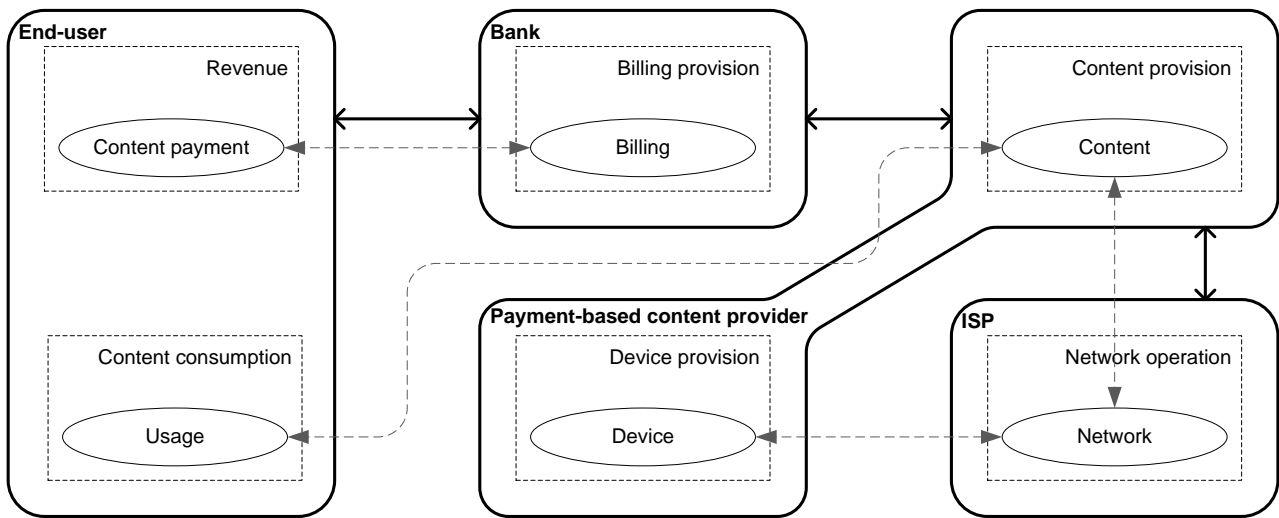 End-user
Revenue
Content payment
Content consumption
Usage
Bank
Billing provision
Billing
Content provision
Content
Payment-based content provider
Device provision
Device
ISP
Network operation
Network